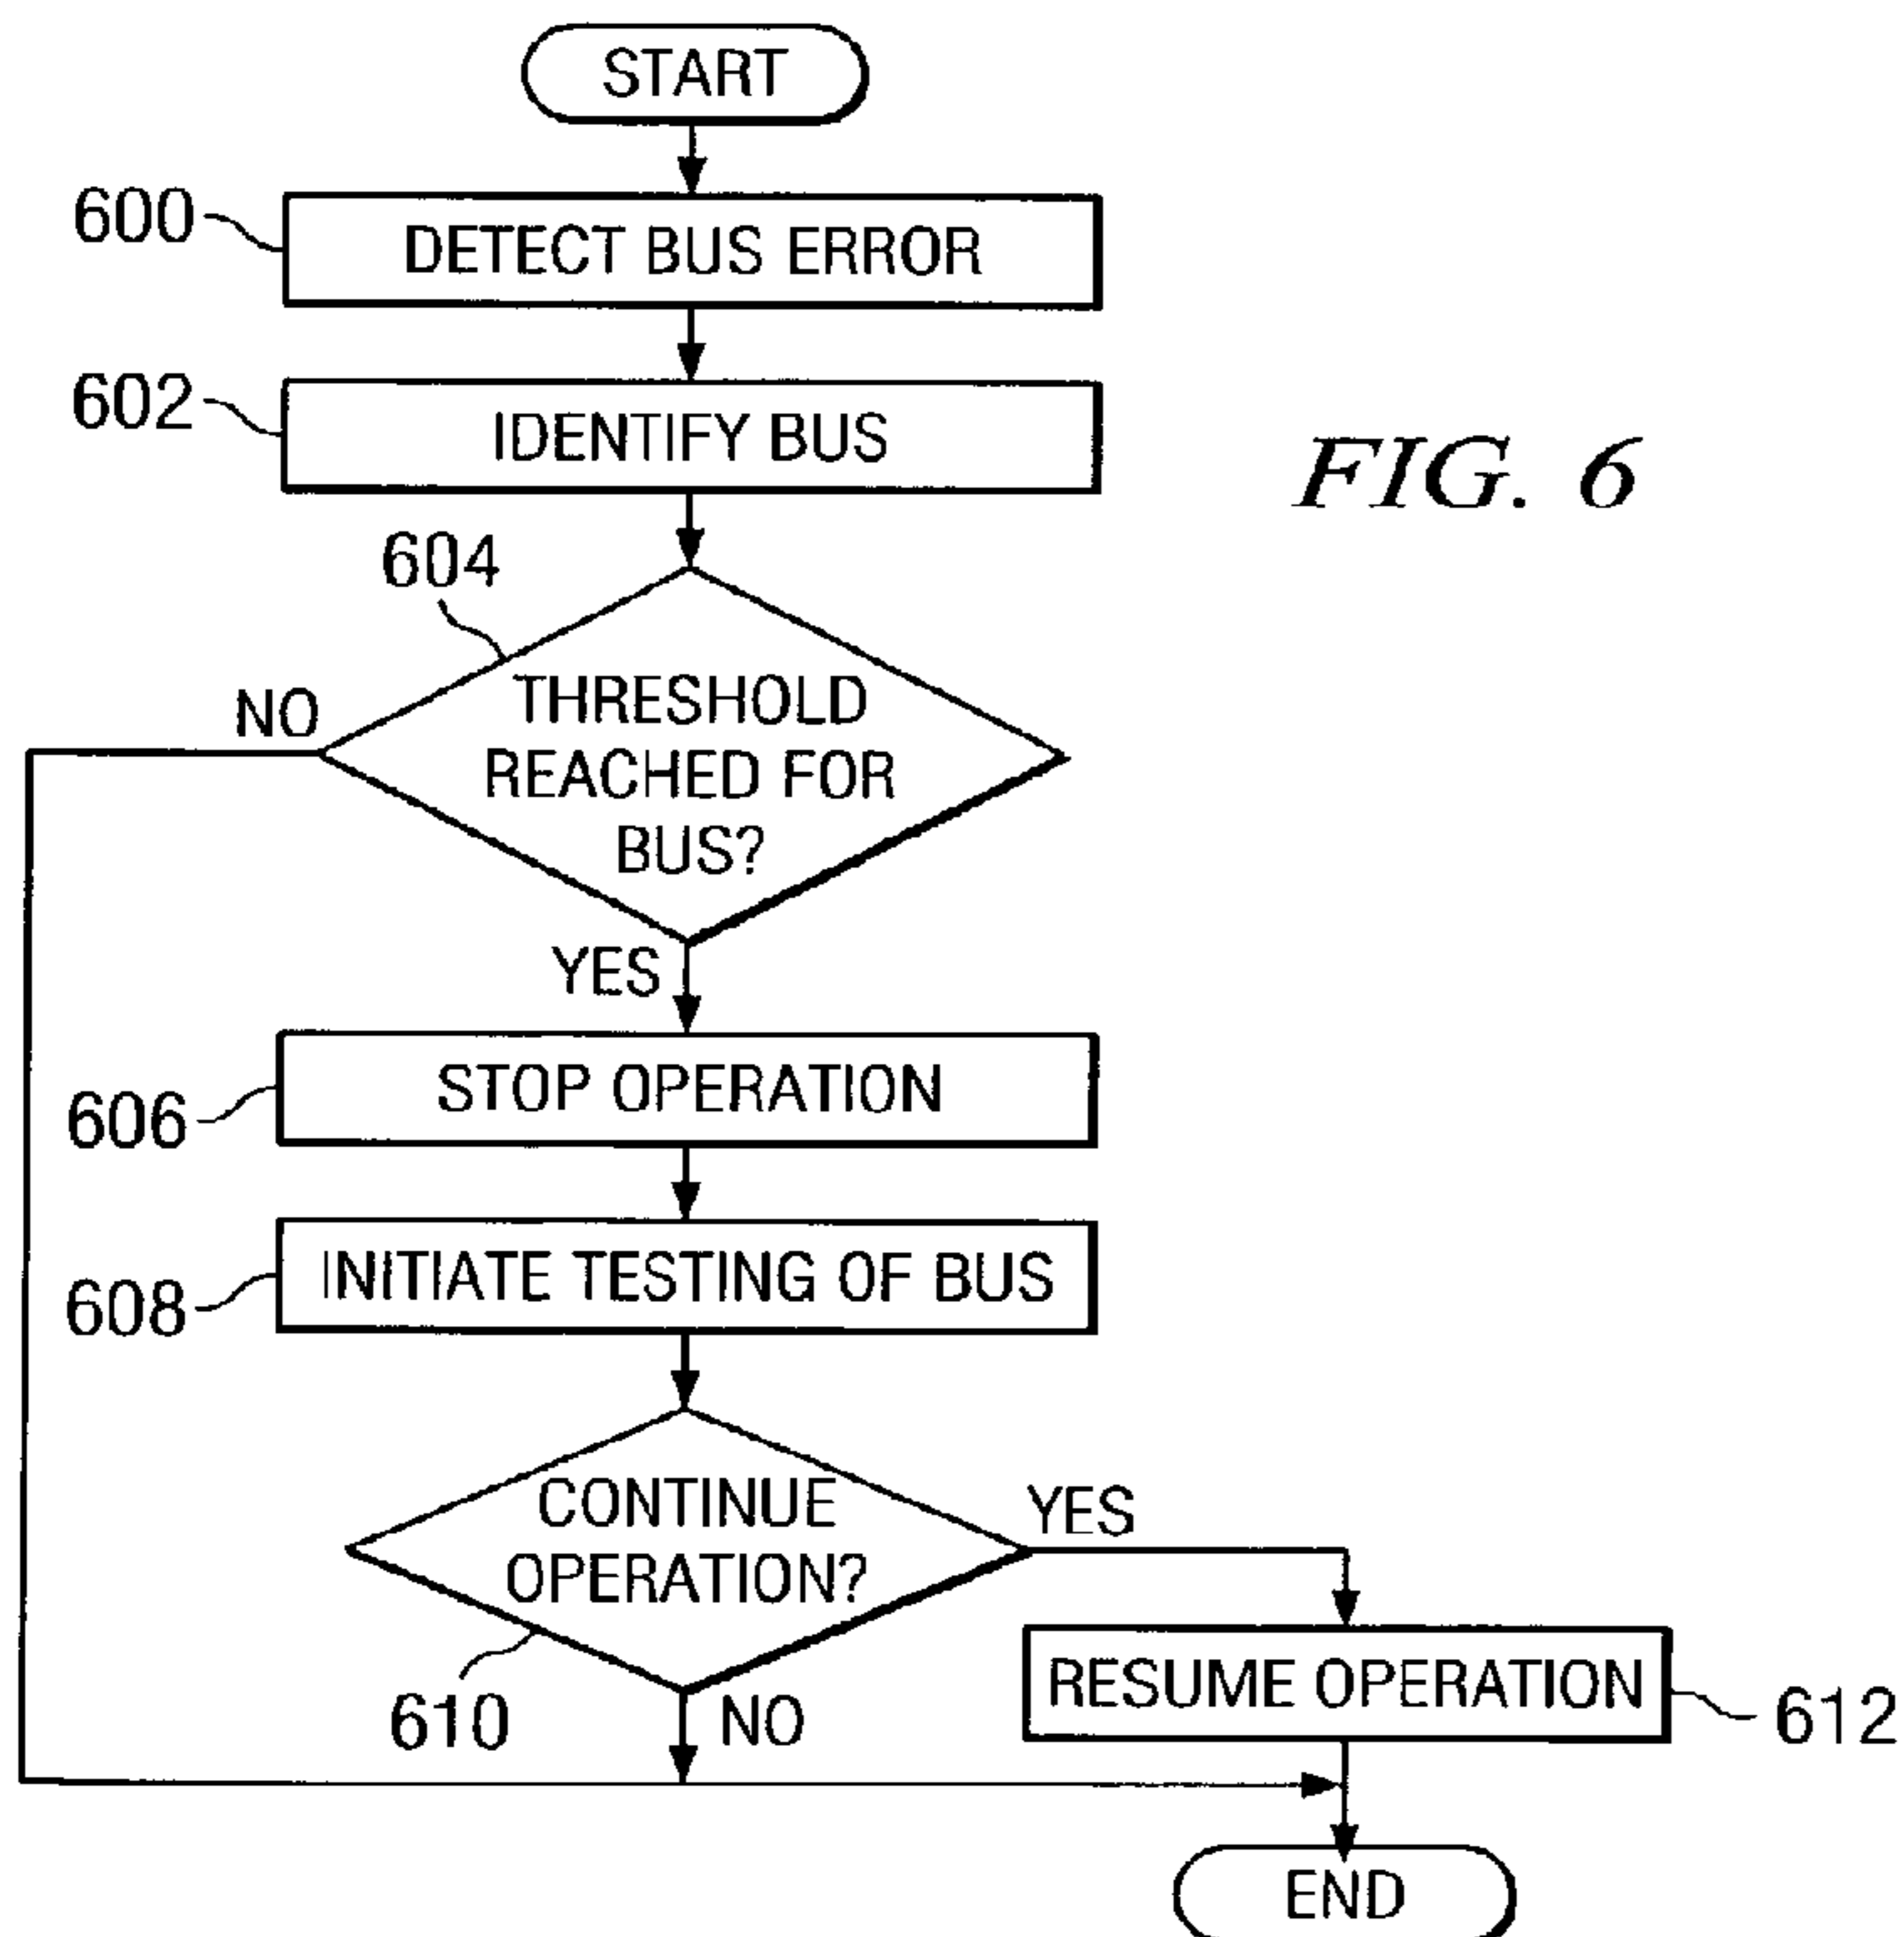 START
600
DETECT BUS ERROR
602
IDENTIFY BUS
FIG. 6
604
NO
THRESHOLD
REACHED FOR
BUS?
YES
606
STOP OPERATION
608
INITIATE TESTING OF BUS
CONTINUE
OPERATION?
YES
610
NO
RESUME OPERATION
612
END